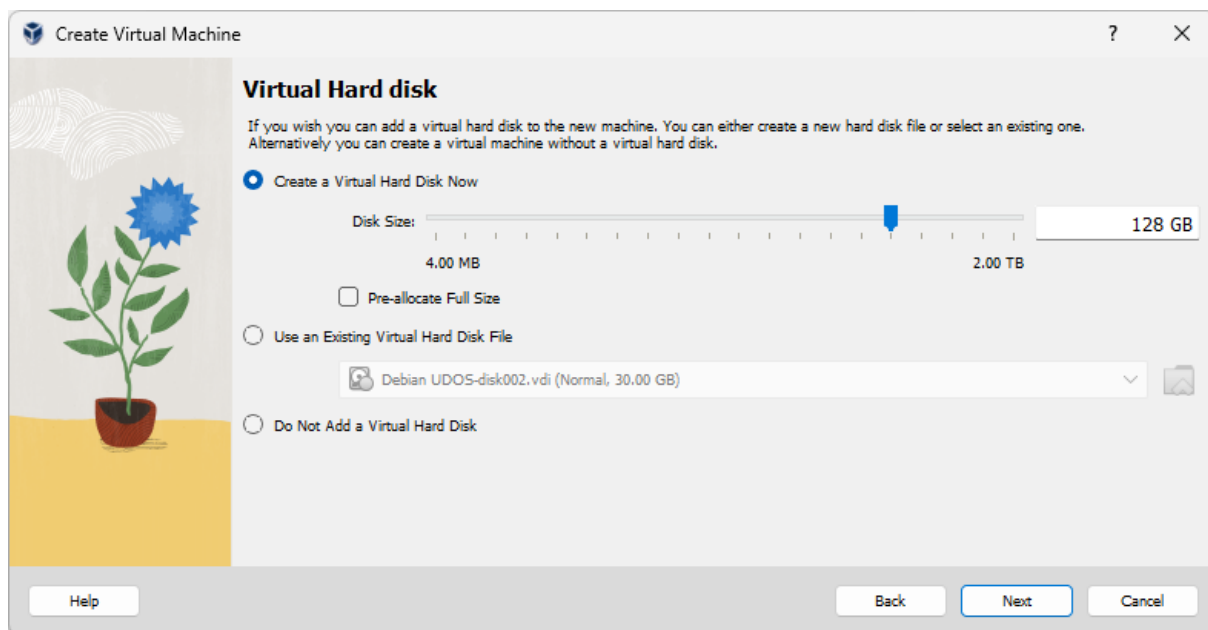 Create Virtual Machine
?
Virtual Hard disk
If you wish you can add a virtual hard disk to the new machine. You can either create a new hard disk file or select an existing one.
Alternatively you can create a virtual machine without a virtual hard disk.
Create a Virtual Hard Disk Now
Disk Size:
128 GB
4.00 MB
2.00 TB
Pre-allocate Full Size
Use an Existing Virtual Hard Disk File
Debian UDOS-disk002.vdi (Normal, 30.00 GB)
Do Not Add a Virtual Hard Disk
Help
Back
Next
Cancel